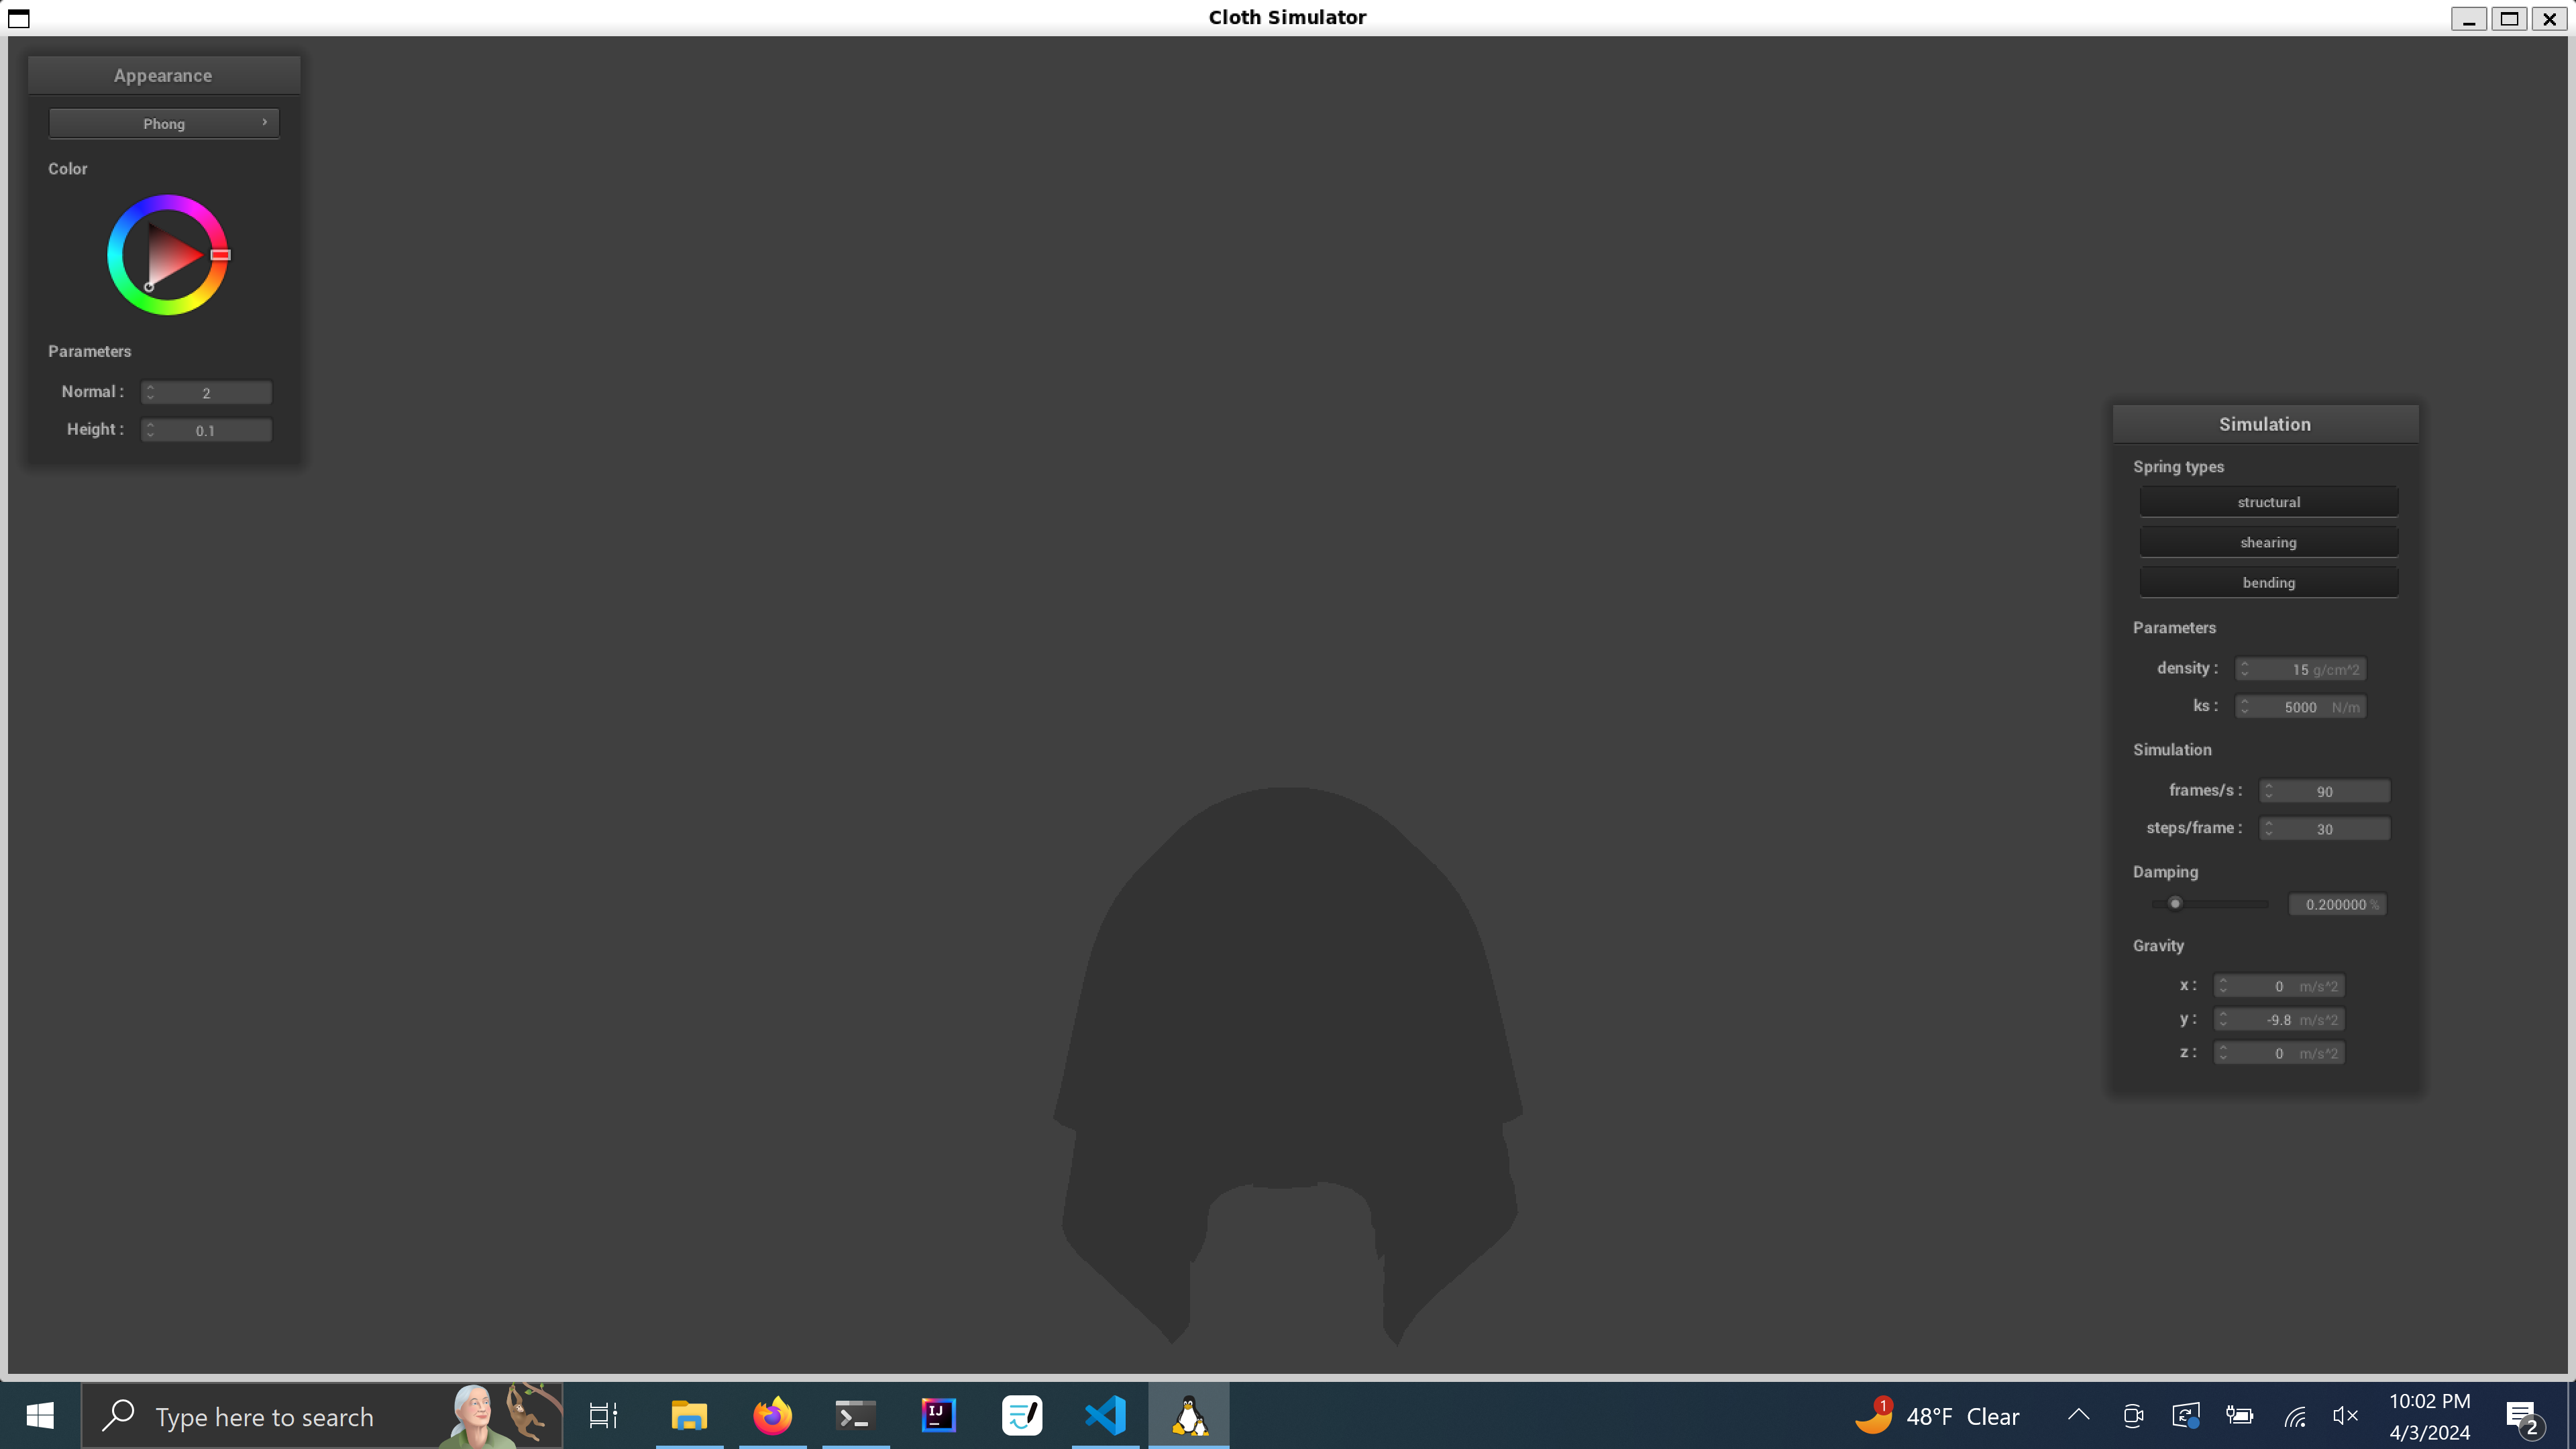 Cloth Simulator
Appearance
Phong
Color
Parameters
Normal : 2
Height : 0.1
Simulation
Spring types
structural
shearing
bending
Parameters
density : 15 g/cm^2
ks : 5000 N/m
Simulation
frames/s : 90
steps/frame : 30
Damping
0.200000 %
Gravity
x : 0 m/s^2
y : -9.8 m/s^2
z : 0 m/s^2
Type here to search
IJ
1
48°F Clear
10:02 PM
4/3/2024
2